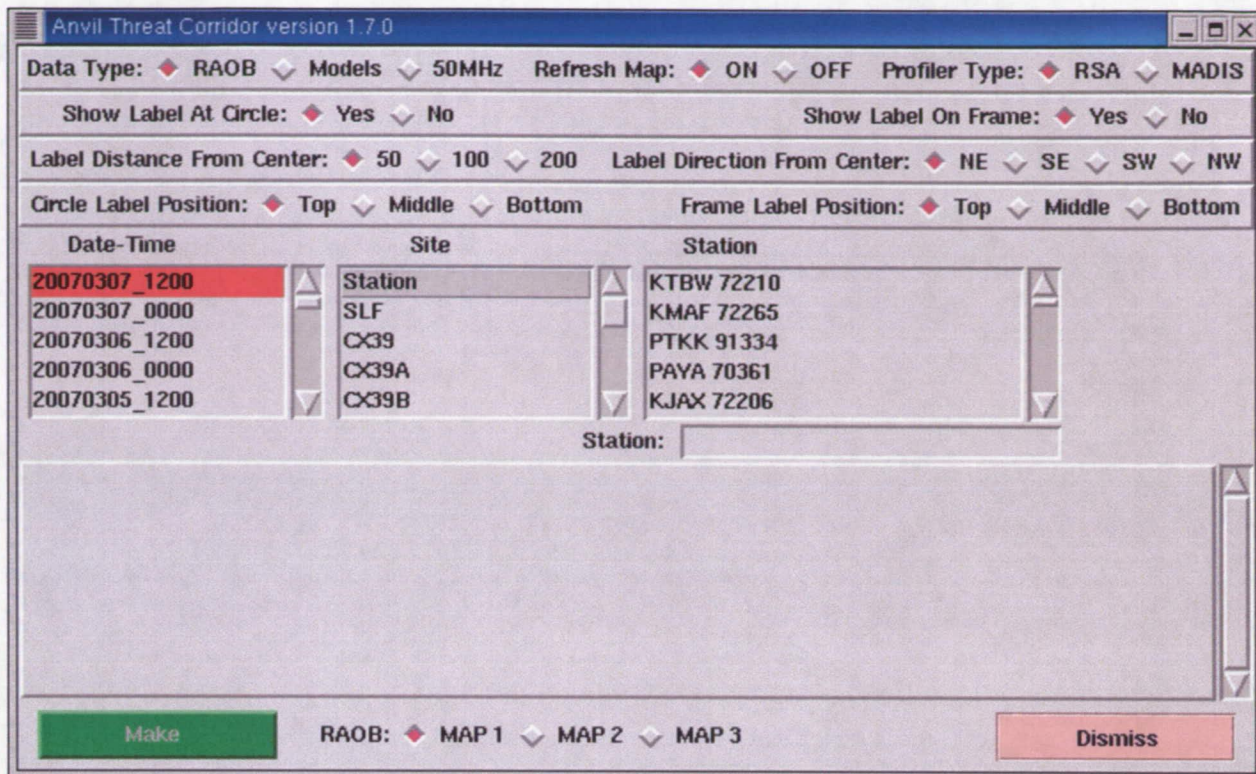 Anvil Threat Corridor version 1.7.0
Data Type: RAOB Models 50MHz Refresh Map: ON OFF Profiler Type: RSA MADIS
Show Label At Circle: Yes No Show Label On Frame: Yes No
Label Distance From Center: 50 100 200 Label Direction From Center: NE SE SW NW
Circle Label Position: Top Middle Bottom Frame Label Position: Top Middle Bottom
Date-Time Site Station
20070307_1200 Station KTBW 72210
20070307_0000 SLF KMAF 72265
20070306_1200 CX39 PTKK 91334
20070306_0000 CX39A PAYA 70361
20070305_1200 CX39B KJAX 72206
Station:
Make RAOB: MAP 1 MAP 2 MAP 3 Dismiss